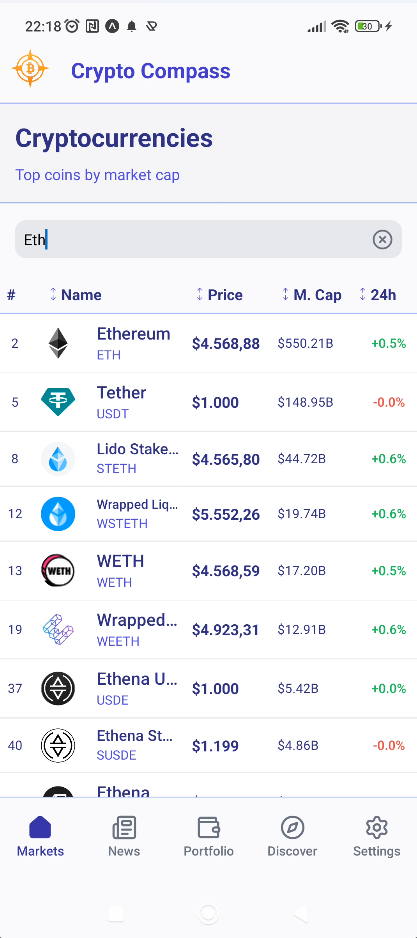 22:18
30
Crypto Compass
Cryptocurrencies
Top coins by market cap
Eth
# Name Price M. Cap 24h
2 Ethereum $4.568,88 $550.21B +0.5%
ETH
5 Tether $1.000 $148.95B -0.0%
USDT
8 Lido Stake... $4.565,80 $44.72B +0.6%
STETH
12 Wrapped Liq... $5.552,26 $19.74B +0.6%
WSTETH
13 WETH WETH $4.568,59 $17.20B +0.5%
WETH
19 Wrapped... $4.923,31 $12.91B +0.6%
WEETH
37 Ethena U... $1.000 $5.42B +0.0%
USDE
40 Ethena St... $1.199 $4.86B -0.0%
SUSDE
Ethena
Markets News Portfolio Discover Settings